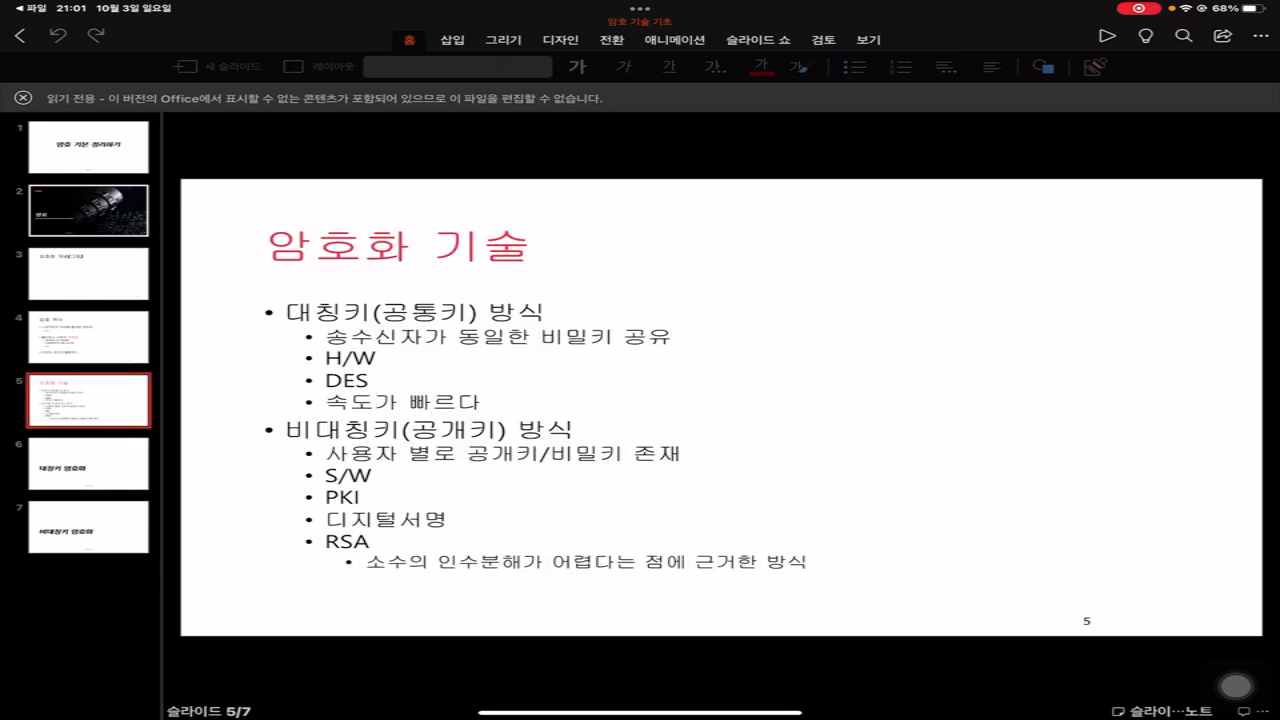 파일 21:01 10월 3일 일요일
68%
암호 기술 기초
홈 삽입 그리기 디자인 전환 애니메이션 슬라이드 쇼 검토 보기
새 슬라이드 레이아웃 가 가 가 가... 가 가
읽기 전용 - 이 버전의 Office에서 표시할 수 없는 콘텐츠가 포함되어 있으므로 이 파일을 편집할 수 없습니다.
1
암호 기본 정리하기
2
암호
3
4
5
암호화 기술
6
대칭키 암호화
7
비대칭키 암호화
암호화 기술
• 대칭키(공통키) 방식
• 송수신자가 동일한 비밀키 공유
• H/W
• DES
• 속도가 빠르다
• 비대칭키(공개키) 방식
• 사용자 별로 공개키/비밀키 존재
• S/W
• PKI
• 디지털서명
• RSA
• 소수의 인수분해가 어렵다는 점에 근거한 방식
5
슬라이드 5/7
슬라이…노트